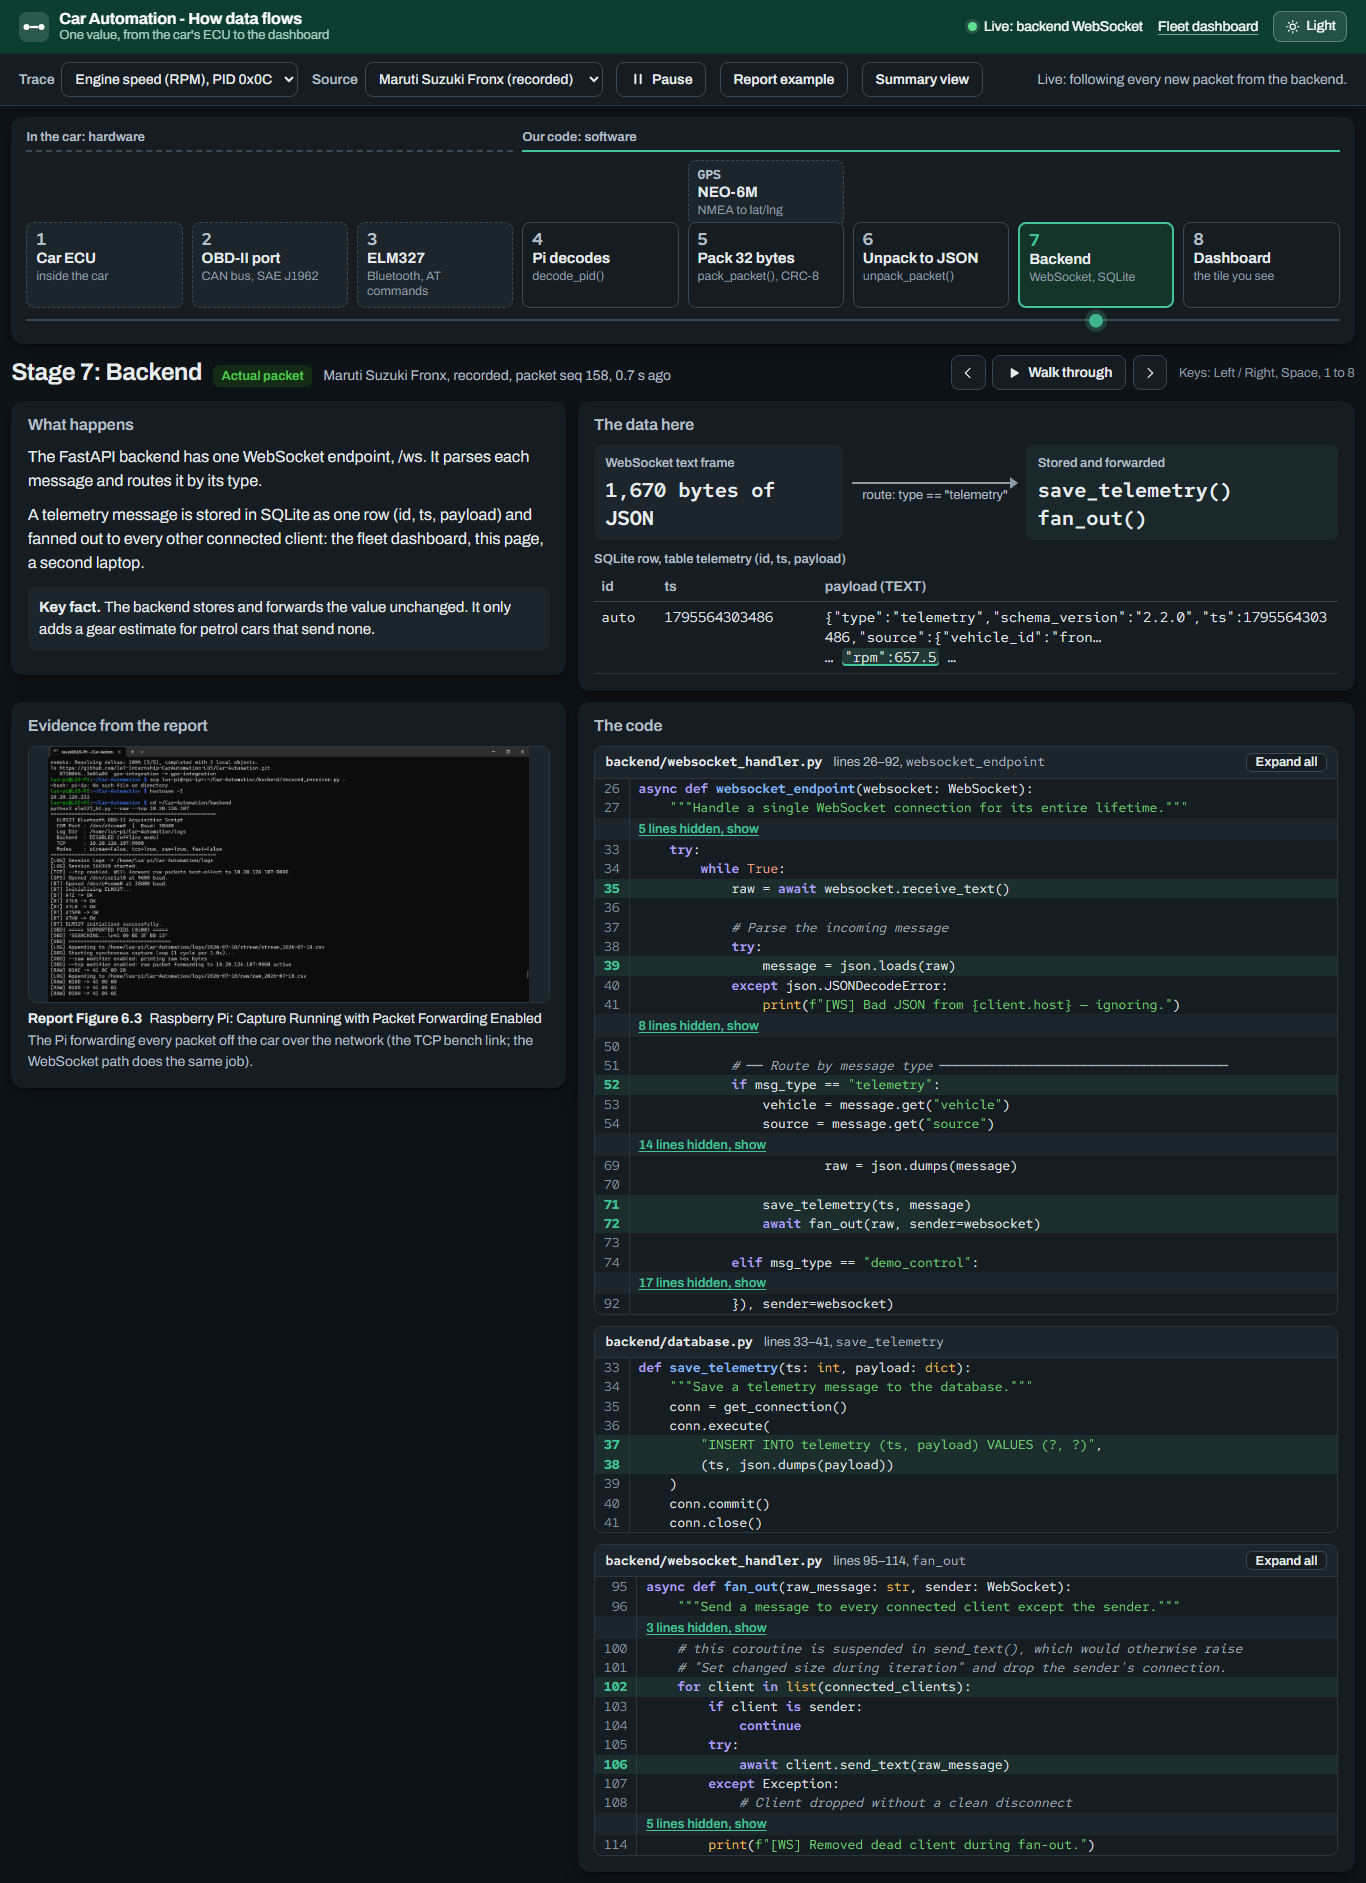 Car Automation - How data flows
One value, from the car's ECU to the dashboard
Live: backend WebSocket
Fleet dashboard
Light
Trace
Engine speed (RPM), PID 0x0C
Source
Maruti Suzuki Fronx (recorded)
Pause
Report example
Summary view
Live: following every new packet from the backend.
In the car: hardware
Our code: software
GPS
NEO-6M
NMEA to lat/lng
1
Car ECU
inside the car
2
OBD-II port
CAN bus, SAE J1962
3
ELM327
Bluetooth, AT
commands
4
Pi decodes
decode_pid()
5
Pack 32 bytes
pack_packet(), CRC-8
6
Unpack to JSON
unpack_packet()
7
Backend
WebSocket, SQLite
8
Dashboard
the tile you see
Stage 7: Backend
Actual packet
Maruti Suzuki Fronx, recorded, packet seq 158, 0.7 s ago
Walk through
Keys: Left / Right, Space, 1 to 8
What happens
The FastAPI backend has one WebSocket endpoint, /ws. It parses each
message and routes it by its type.
A telemetry message is stored in SQLite as one row (id, ts, payload) and
fanned out to every other connected client: the fleet dashboard, this page,
a second laptop.
Key fact. The backend stores and forwards the value unchanged. It only
adds a gear estimate for petrol cars that send none.
The data here
WebSocket text frame
1,670 bytes of
JSON
route: type == "telemetry"
Stored and forwarded
save_telemetry()
fan_out()
SQLite row, table telemetry (id, ts, payload)
id ts payload (TEXT)
auto 1795564303486 {"type":"telemetry","schema_version":"2.2.0","ts":1795564303
486,"source":{"vehicle_id":"fron…
… "rpm":657.5 …
Evidence from the report
Report Figure 6.3 Raspberry Pi: Capture Running with Packet Forwarding Enabled
The Pi forwarding every packet off the car over the network (the TCP bench link; the
WebSocket path does the same job).
The code
backend/websocket_handler.py lines 26–92, websocket_endpoint
Expand all
26 async def websocket_endpoint(websocket: WebSocket):
27 """Handle a single WebSocket connection for its entire lifetime."""
5 lines hidden, show
33 try:
34 while True:
35 raw = await websocket.receive_text()
36
37 # Parse the incoming message
38 try:
39 message = json.loads(raw)
40 except json.JSONDecodeError:
41 print(f"[WS] Bad JSON from {client.host} — ignoring.")
8 lines hidden, show
50
51 # —— Route by message type ——————————————————
52 if msg_type == "telemetry":
53 vehicle = message.get("vehicle")
54 source = message.get("source")
14 lines hidden, show
69 raw = json.dumps(message)
70
71 save_telemetry(ts, message)
72 await fan_out(raw, sender=websocket)
73
74 elif msg_type == "demo_control":
17 lines hidden, show
92 }), sender=websocket)
backend/database.py lines 33–41, save_telemetry
33 def save_telemetry(ts: int, payload: dict):
34 """Save a telemetry message to the database."""
35 conn = get_connection()
36 conn.execute(
37 "INSERT INTO telemetry (ts, payload) VALUES (?, ?)",
38 (ts, json.dumps(payload))
39 )
40 conn.commit()
41 conn.close()
backend/websocket_handler.py lines 95–114, fan_out
Expand all
95 async def fan_out(raw_message: str, sender: WebSocket):
96 """Send a message to every connected client except the sender."""
3 lines hidden, show
100 # this coroutine is suspended in send_text(), which would otherwise raise
101 # "Set changed size during iteration" and drop the sender's connection.
102 for client in list(connected_clients):
103 if client is sender:
104 continue
105 try:
106 await client.send_text(raw_message)
107 except Exception:
108 # Client dropped without a clean disconnect
5 lines hidden, show
114 print(f"[WS] Removed dead client during fan-out.")